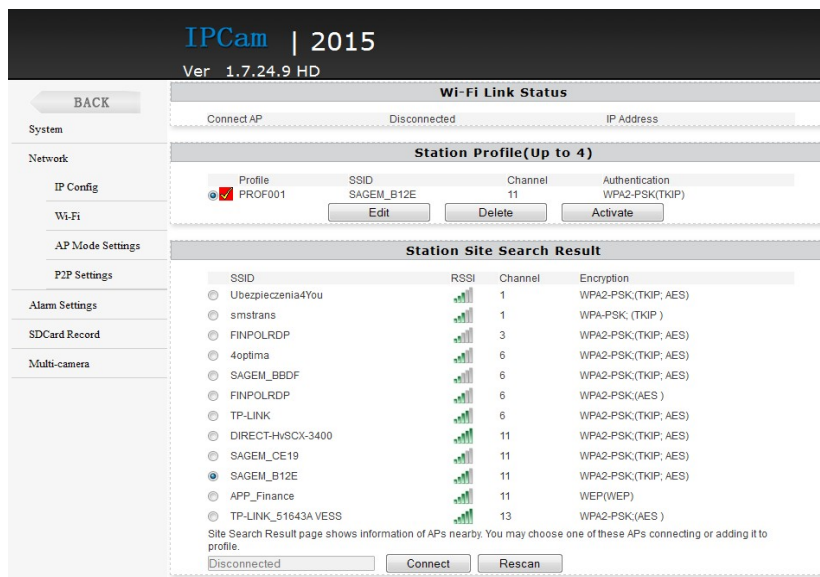 IPCam | 2015
Ver 1.7.24.9 HD
BACK
System
Network
IP Config
Wi-Fi
AP Mode Settings
P2P Settings
Alarm Settings
SDCard Record
Multi-camera
Wi-Fi Link Status
Connect AP Disconnected IP Address
Station Profile(Up to 4)
Profile SSID Channel Authentication
PROF001 SAGEM_B12E 11 WPA2-PSK(TKIP)
Edit Delete Activate
Station Site Search Result
SSID RSSI Channel Encryption
Ubezpieczenia4You 1 WPA2-PSK;(TKIP; AES)
smstrans 1 WPA-PSK; (TKIP )
FINPOLRDP 3 WPA2-PSK;(TKIP; AES)
4optima 6 WPA2-PSK;(TKIP; AES)
SAGEM_BBDF 6 WPA2-PSK;(TKIP; AES)
FINPOLRDP 6 WPA2-PSK;(AES )
TP-LINK 6 WPA2-PSK;(TKIP; AES)
DIRECT-HvSCX-3400 11 WPA2-PSK;(TKIP; AES)
SAGEM_CE19 11 WPA2-PSK;(TKIP; AES)
SAGEM_B12E 11 WPA2-PSK;(TKIP; AES)
APP_Finance 11 WEP(WEP)
TP-LINK_51643A VESS 13 WPA2-PSK;(AES )
Site Search Result page shows information of APs nearby. You may choose one of these APs connecting or adding it to
profile.
Disconnected Connect Rescan